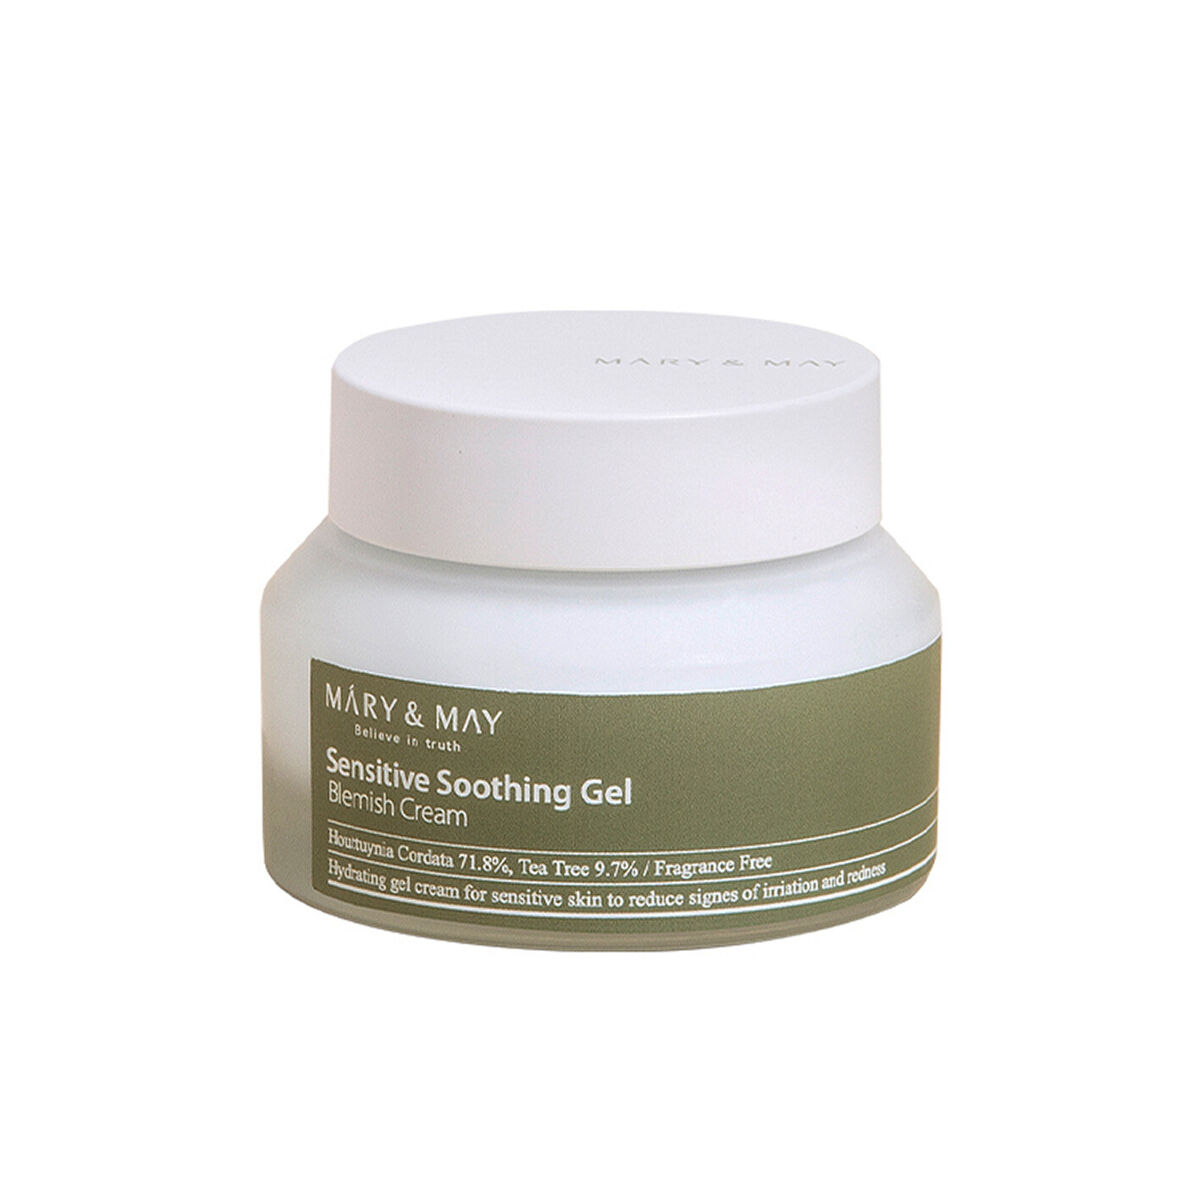 MARY & MAY
MÁRY & MAY
Believe in truth
Sensitive Soothing Gel
Blemish Cream
Houttuynia Cordata 71.8%, Tea Tree 9.7% / Fragrance Free
Hydrating gel cream for sensitive skin to reduce signes of irriation and redness